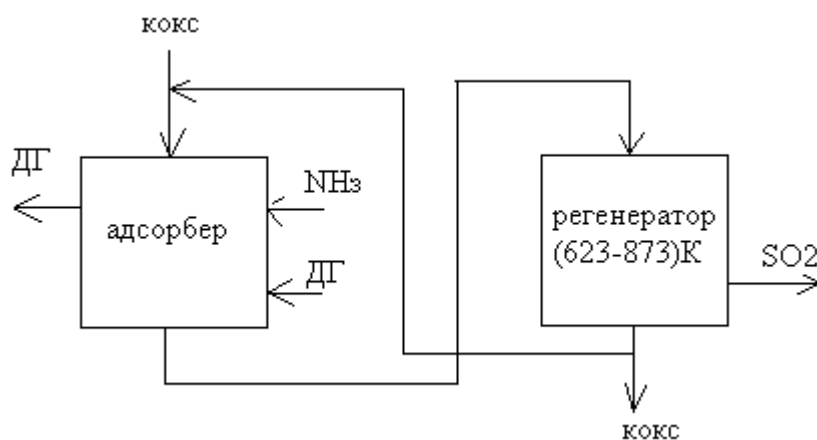 кокс
ДГ
NH3
адсорбер
ДГ
регенератор
(623-873)К
SO2
кокс